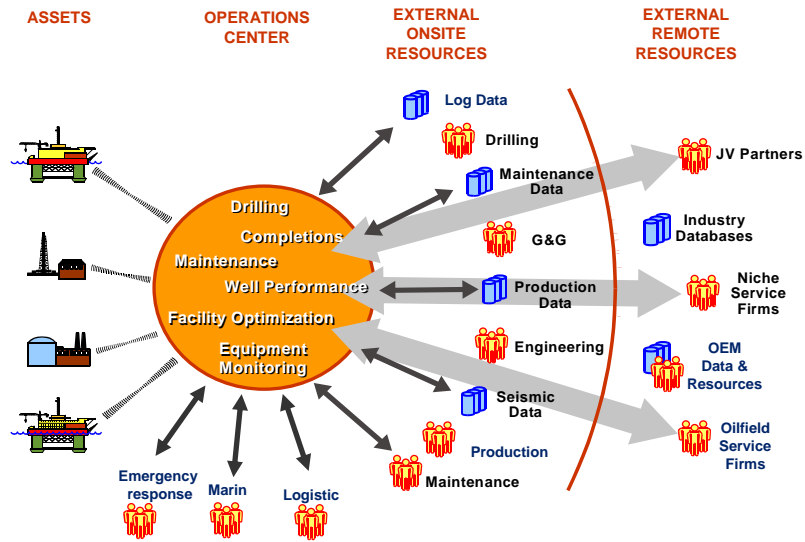 ASSETS
OPERATIONS
CENTER
EXTERNAL
ONSITE
RESOURCES
EXTERNAL
REMOTE
RESOURCES
Log Data
Drilling
Maintenance
Data
G&G
Production
Data
Engineering
Seismic
Data
Production
Maintenance
JV Partners
Industry
Databases
Niche
Service
Firms
OEM
Data &
Resources
Oilfield
Service
Firms
Drilling
Completions
Maintenance
Well Performance
Facility Optimization
Equipment
Monitoring
Emergency
response
Marin
Logistic